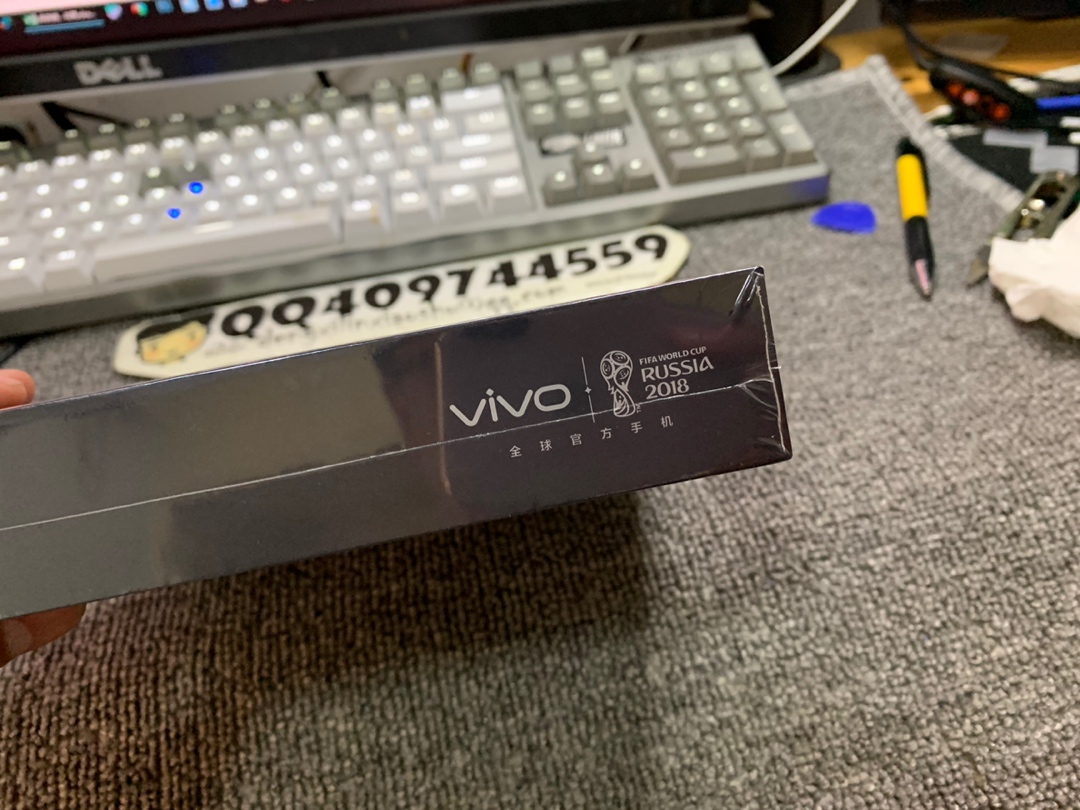 DELL
QQ409744559
vivo
FIFA WORLD CUP
RUSSIA
2018
全球官方手机